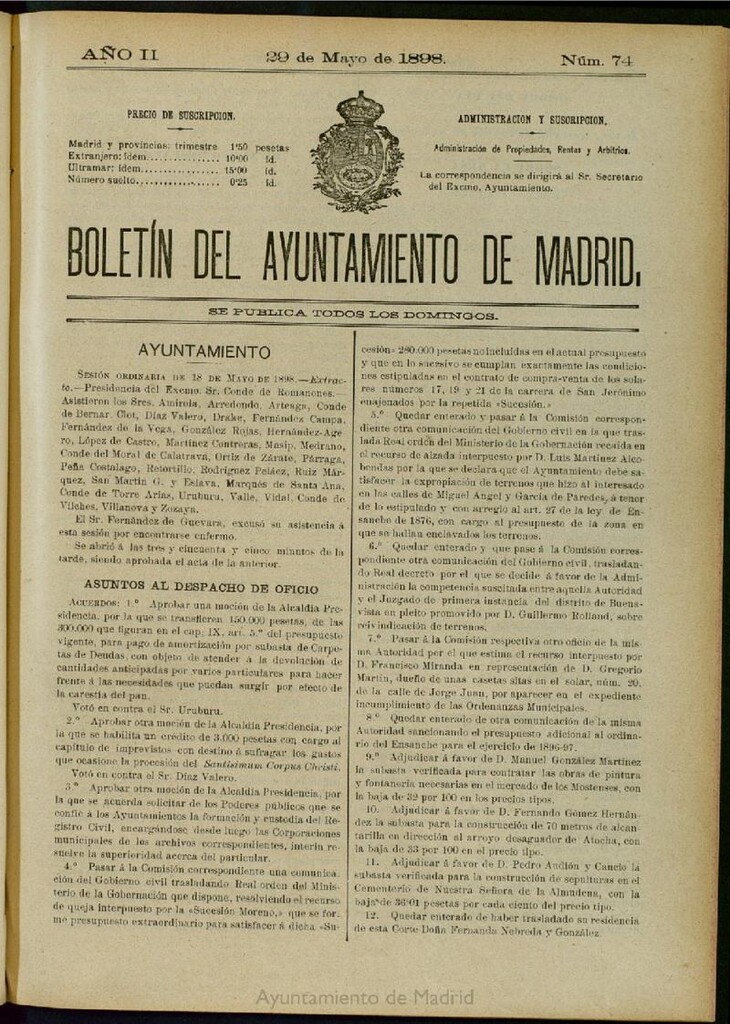 AÑO II
29 de Mayo de 1898.
Núm. 74
PRECIO DE SUSCRIPCION.
Madrid y provincias: trimestre 1'50 pesetas
Extranjero: ídem.............. 10'00 id.
Ultramar: ídem.............. 15'00 id.
Número suelto.............. 0'25 id.
ADMINISTRACION Y SUSCRIPCION.
Administración de Propiedades, Rentas y Arbitrios.
La correspondencia se dirigirá al Sr. Secretario
del Excmo. Ayuntamiento.
BOLETÍN DEL AYUNTAMIENTO DE MADRID.
SE PUBLICA TODOS LOS DOMINGOS.
AYUNTAMIENTO
SESIÓN ORDINARIA DE 18 DE MAYO DE 1898.—Extrac-
to.—Presidencia del Excmo. Sr. Conde de Romanones.—
Asistieron los Sres. Amirola, Arredondo, Arteaga, Conde
de Bernar, Clot, Díaz Valero, Drake, Fernández Campa,
Fernández de la Vega, González Rojas, Hernández-Age-
ro, López de Castro, Martínez Contreras, Masip, Medrano,
Conde del Moral de Calatrava, Ortiz de Zárate, Párraga,
Peña Costalago, Retortillo, Rodríguez Peláez, Ruiz Már-
quez, San Martín G. y Eslava, Marqués de Santa Ana,
Conde de Torre Arias, Uruburu, Valle, Vidal, Conde de
Vilches, Villanova y Zozaya.
El Sr. Fernández de Guevara, excusó su asistencia á
esta sesión por encontrarse enfermo.
Se abrió á las tres y cincuenta y cinco minutos de la
tarde, siendo aprobada el acta de la anterior.
ASUNTOS AL DESPACHO DE OFICIO
ACUERDOS: 1.º Aprobar una moción de la Alcaldía Pre-
sidencia, por la que se transfieren 150.000 pesetas, de las
300.000 que figuran en el cap. IX, art. 5.º del presupuesto
vigente, para pago de amortización por subasta de Carpe-
tas de Deudas, con objeto de atender á la devolución de
cantidades anticipadas por varios particulares para hacer
frente á las necesidades que puedan surgir por efecto de
la carestía del pan.
Votó en contra el Sr. Uruburu.
2.º Aprobar otra moción de la Alcaldía Presidencia, por
la que se habilita un crédito de 3.000 pesetas con cargo al
capítulo de imprevistos con destino á sufragar los gastos
que ocasione la procesión del Santísimum Corpus Christi.
Votó en contra el Sr. Díaz Valero.
3.º Aprobar otra moción de la Alcaldía Presidencia, por
la que se acuerda solicitar de los Poderes públicos que se
confíe á los Ayuntamientos la formación y custodia del Re-
gistro Civil, encargándose desde luego las Corporaciones
municipales de los archivos correspondientes, ínterin re-
suelve la superioridad acerca del particular.
4.º Pasar á la Comisión correspondiente una comunica-
ción del Gobierno civil trasladando Real orden del Minis-
terio de la Gobernación que dispone, resolviendo el recurso
de queja interpuesto por la «Sucesión Moreno,» que se for-
me presupuesto extraordinario para satisfacer á dicha «Su-
cesión» 280.000 pesetas no incluídas en el actual presupuesto
y que en lo sucesivo se cumplan exactamente las condicio-
nes estipuladas en el contrato de compra-venta de los sola-
res números 17, 19 y 21 de la carrera de San Jerónimo
enajenados por la repetida «Sucesión.»
5.º Quedar enterado y pasar á la Comisión correspon-
diente otra comunicación del Gobierno civil en que tras-
lada Real orden del Ministerio de la Gobernación recaída en
el recurso de alzada interpuesto por D. Luis Martínez Alco-
bendas por la que se declara que el Ayuntamiento debe sa-
tisfacer la expropiación de terrenos que hizo al interesado
en las calles de Miguel Angel y García de Paredes, á tenor
de lo estipulado y con arreglo al art. 27 de la ley de En-
sanche de 1876, con cargo al presupuesto de la zona en
que se hallan enclavados los terrenos.
6.º Quedar enterado y que pase á la Comisión corres-
pondiente otra comunicación del Gobierno civil, trasladan-
do Real decreto por el que se decide á favor de la Admi-
nistración la competencia suscitada entre aquella Autoridad
y el Juzgado de primera instancia del distrito de Buena-
vista en pleito promovido por D. Guillermo Rolland, sobre
reivindicación de terrenos.
7.º Pasar á la Comisión respectiva otro oficio de la mis-
ma Autoridad por el que estima el recurso interpuesto por
D. Francisco Miranda en representación de D. Gregorio
Martín, dueño de unas casetas sitas en el solar, núm. 20,
de la calle de Jorge Juan, por aparecer en el expediente
incumplimiento de las Ordenanzas Municipales.
8.º Quedar enterado de otra comunicación de la misma
Autoridad sancionando el presupuesto adicional al ordina-
rio del Ensanche para el ejercicio de 1896-97.
9.º Adjudicar á favor de D. Manuel González Martínez
la subasta verificada para contratar las obras de pintura
y fontanería necesarias en el mercado de los Mostenses, con
la baja de 32 por 100 en los precios tipos.
10. Adjudicar á favor de D. Fernando Gómez Hernán-
dez la subasta para la construcción de 70 metros de alcan-
tarilla en dirección al arroyo desaguador de Atocha, con
la baja de 33 por 100 en el precio tipo.
11. Adjudicar á favor de D. Pedro Audión y Cancio la
subasta verificada para la construcción de sepulturas en el
Cementerio de Nuestra Señora de la Almudena, con la
baja de 36'01 pesetas por cada ciento del precio tipo.
12. Quedar enterado de haber trasladado su residencia
de esta Corte Doña Fernanda Nebreda y González.
Ayuntamiento de Madrid